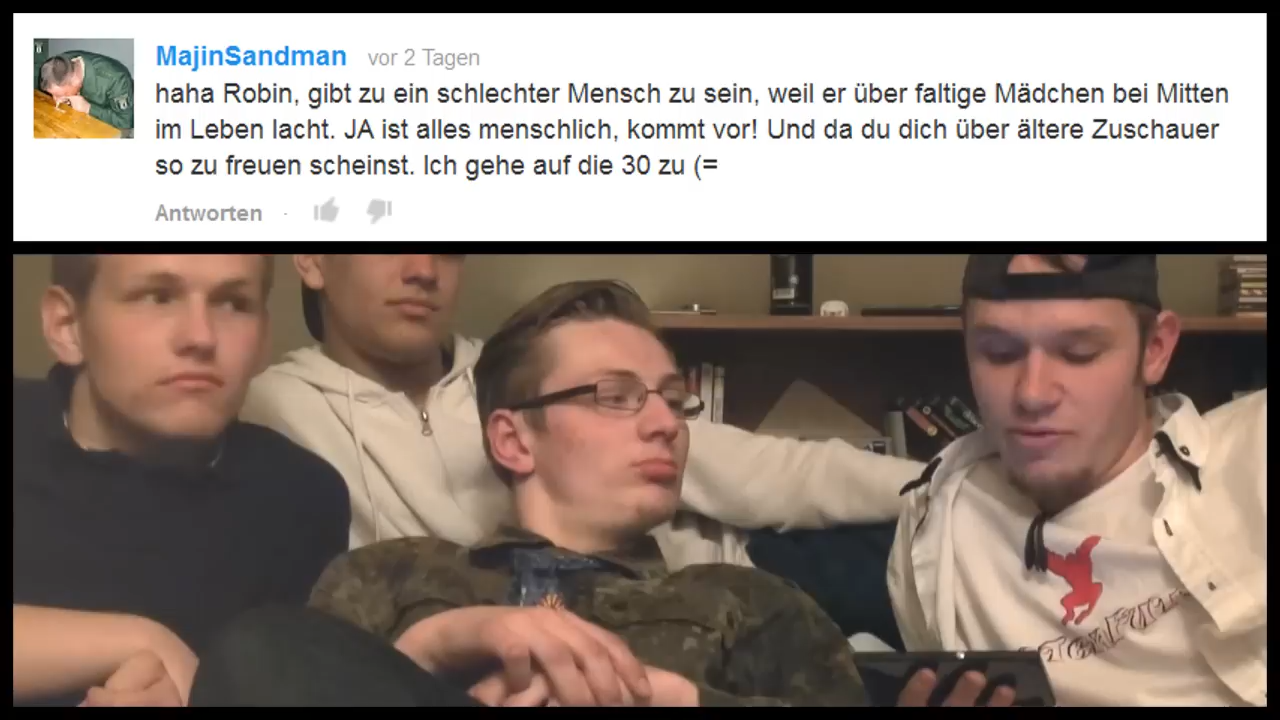 MajinSandman vor 2 Tagen
haha Robin, gibt zu ein schlechter Mensch zu sein, weil er über faltige Mädchen bei Mitten
im Leben lacht. JA ist alles menschlich, kommt vor! Und da du dich über ältere Zuschauer
so zu freuen scheinst. Ich gehe auf die 30 zu (=
Antworten ·